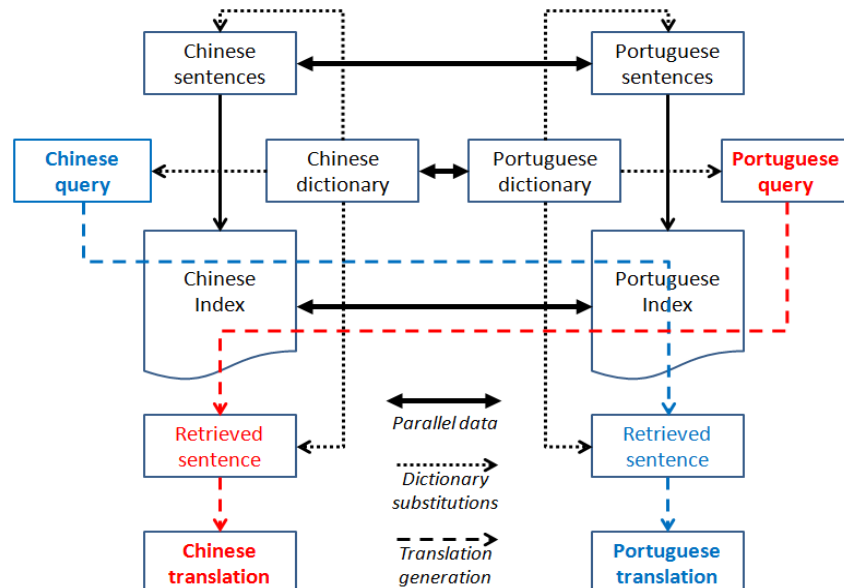 Chinese
sentences
Portuguese
sentences
Chinese
query
Chinese
dictionary
Portuguese
dictionary
Portuguese
query
Chinese
Index
Portuguese
Index
Parallel data
Retrieved
sentence
Retrieved
sentence
Dictionary
substitutions
Chinese
translation
Translation
generation
Portuguese
translation